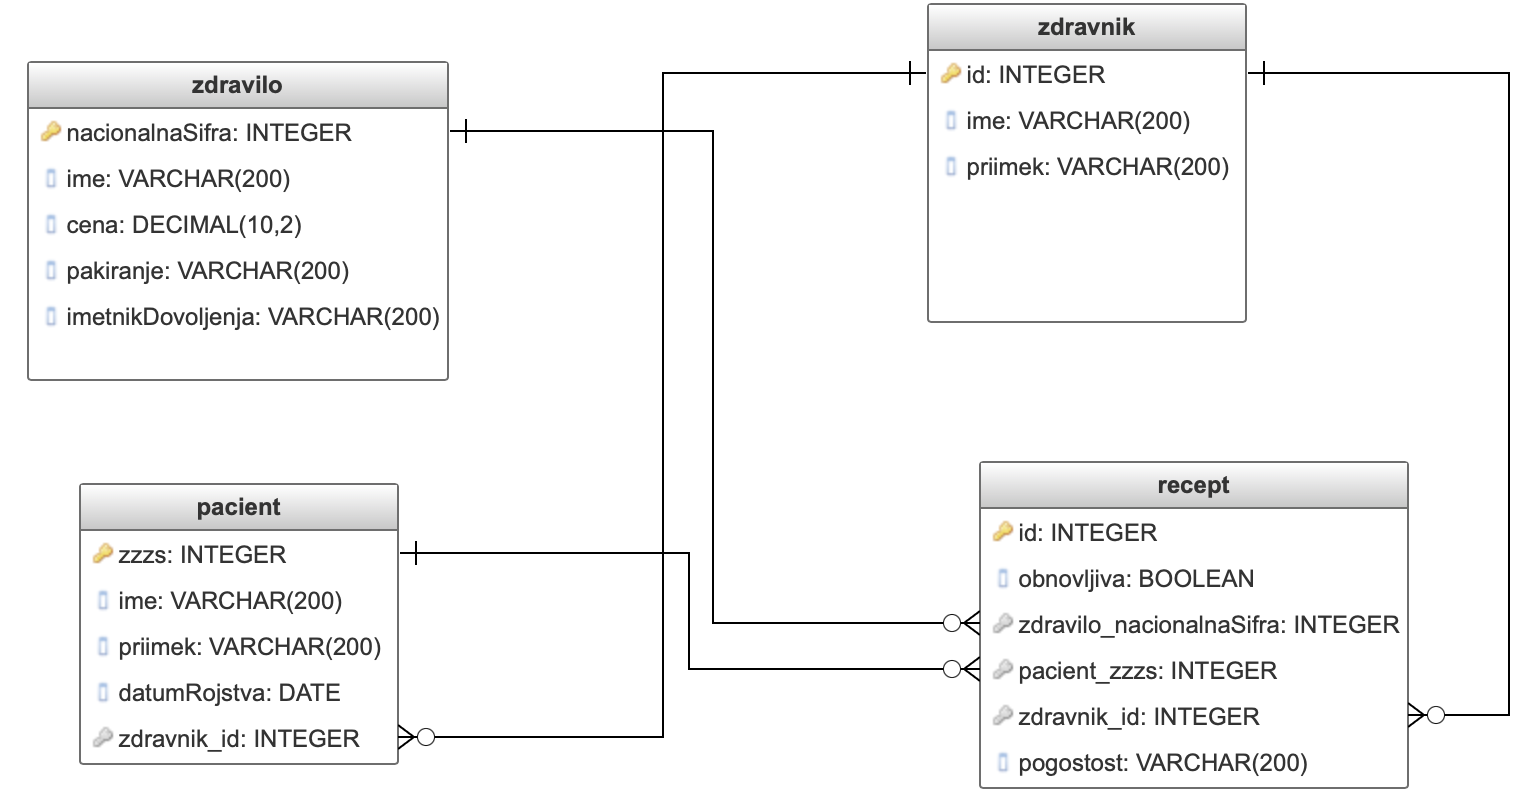 zdravilo
nacionalnaSifra: INTEGER
ime: VARCHAR(200)
cena: DECIMAL(10,2)
pakiranje: VARCHAR(200)
imetnikDovoljenja: VARCHAR(200)
zdravnik
id: INTEGER
ime: VARCHAR(200)
priimek: VARCHAR(200)
pacient
zzzs: INTEGER
ime: VARCHAR(200)
priimek: VARCHAR(200)
datumRojstva: DATE
zdravnik_id: INTEGER
recept
id: INTEGER
obnovljiva: BOOLEAN
zdravilo_nacionalnaSifra: INTEGER
pacient_zzzs: INTEGER
zdravnik_id: INTEGER
pogostost: VARCHAR(200)